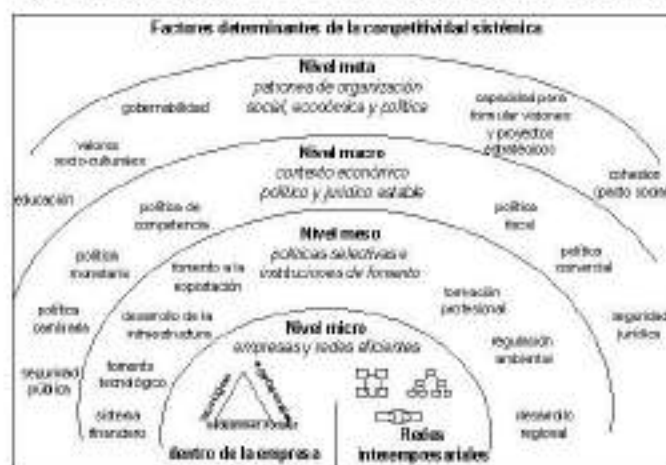 Factores determinantes de la competitividad sistémica
Nivel meta
patrones de organización
social, económica y política
gobernabilidad
capacidad para
formular visiones
y proyectos
estratégicos
valores
socio-culturales
cohesion
(pacto social
educación
Nivel macro
contexto económico
político y jurídico estable
política de
competencia
política
fiscal
política
monetaria
política
comercial
política
cambiaria
seguridad
jurídica
seguridad
pública
Nivel meso
políticas selectivas e
instituciones de fomento
fomento a la
exportación
formación
profesional
desarrollo de la
infraestructura
regulación
ambiental
fomento
tecnológico
sistema
financiero
desarrollo
regional
Nivel micro
empresas y redes eficientes
dentro de la empresa
Redes
interempresariales